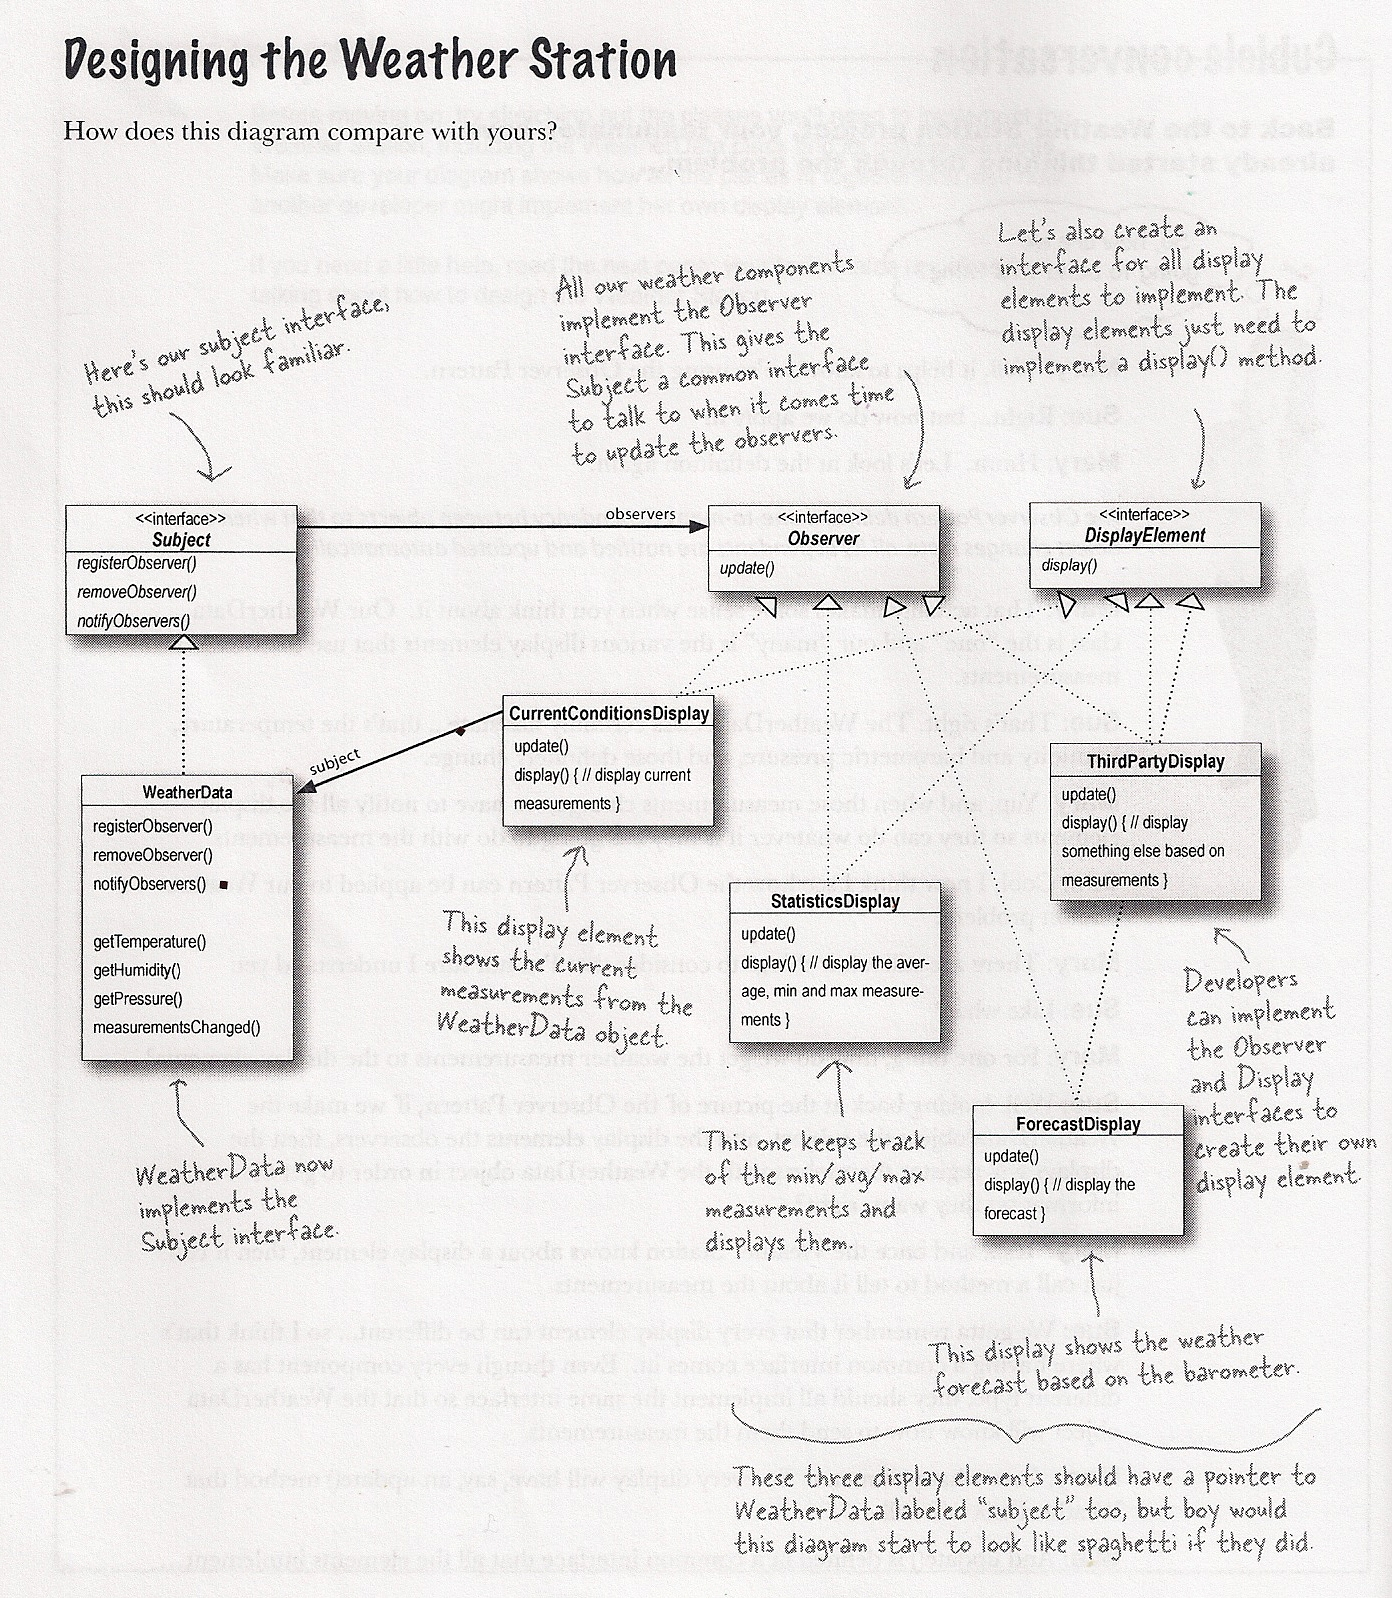 Designing the Weather Station
How does this diagram compare with yours?
Here's our subject interface,
this should look familiar.
All our weather components
implement the Observer
interface. This gives the
Subject a common interface
to talk to when it comes time
to update the observers.
Let's also create an
interface for all display
elements to implement. The
display elements just need to
implement a display() method.
<<interface>>
Subject
registerObserver()
removeObserver()
notifyObservers()
observers
<<interface>>
Observer
update()
<<interface>>
DisplayElement
display()
subject
CurrentConditionsDisplay
update()
display() { // display current
measurements }
ThirdPartyDisplay
update()
display() { // display
something else based on
measurements }
WeatherData
registerObserver()
removeObserver()
notifyObservers()
getTemperature()
getHumidity()
getPressure()
measurementsChanged()
StatisticsDisplay
update()
display() { // display the aver-
age, min and max measure-
ments }
This display element
shows the current
measurements from the
WeatherData object.
Developers
can implement
the Observer
and Display
interfaces to
create their own
display element.
ForecastDisplay
update()
display() { // display the
forecast }
WeatherData now
implements the
Subject interface.
This one keeps track
of the min/avg/max
measurements and
displays them.
This display shows the weather
forecast based on the barometer.
These three display elements should have a pointer to
WeatherData labeled "subject" too, but boy would
this diagram start to look like spaghetti if they did.